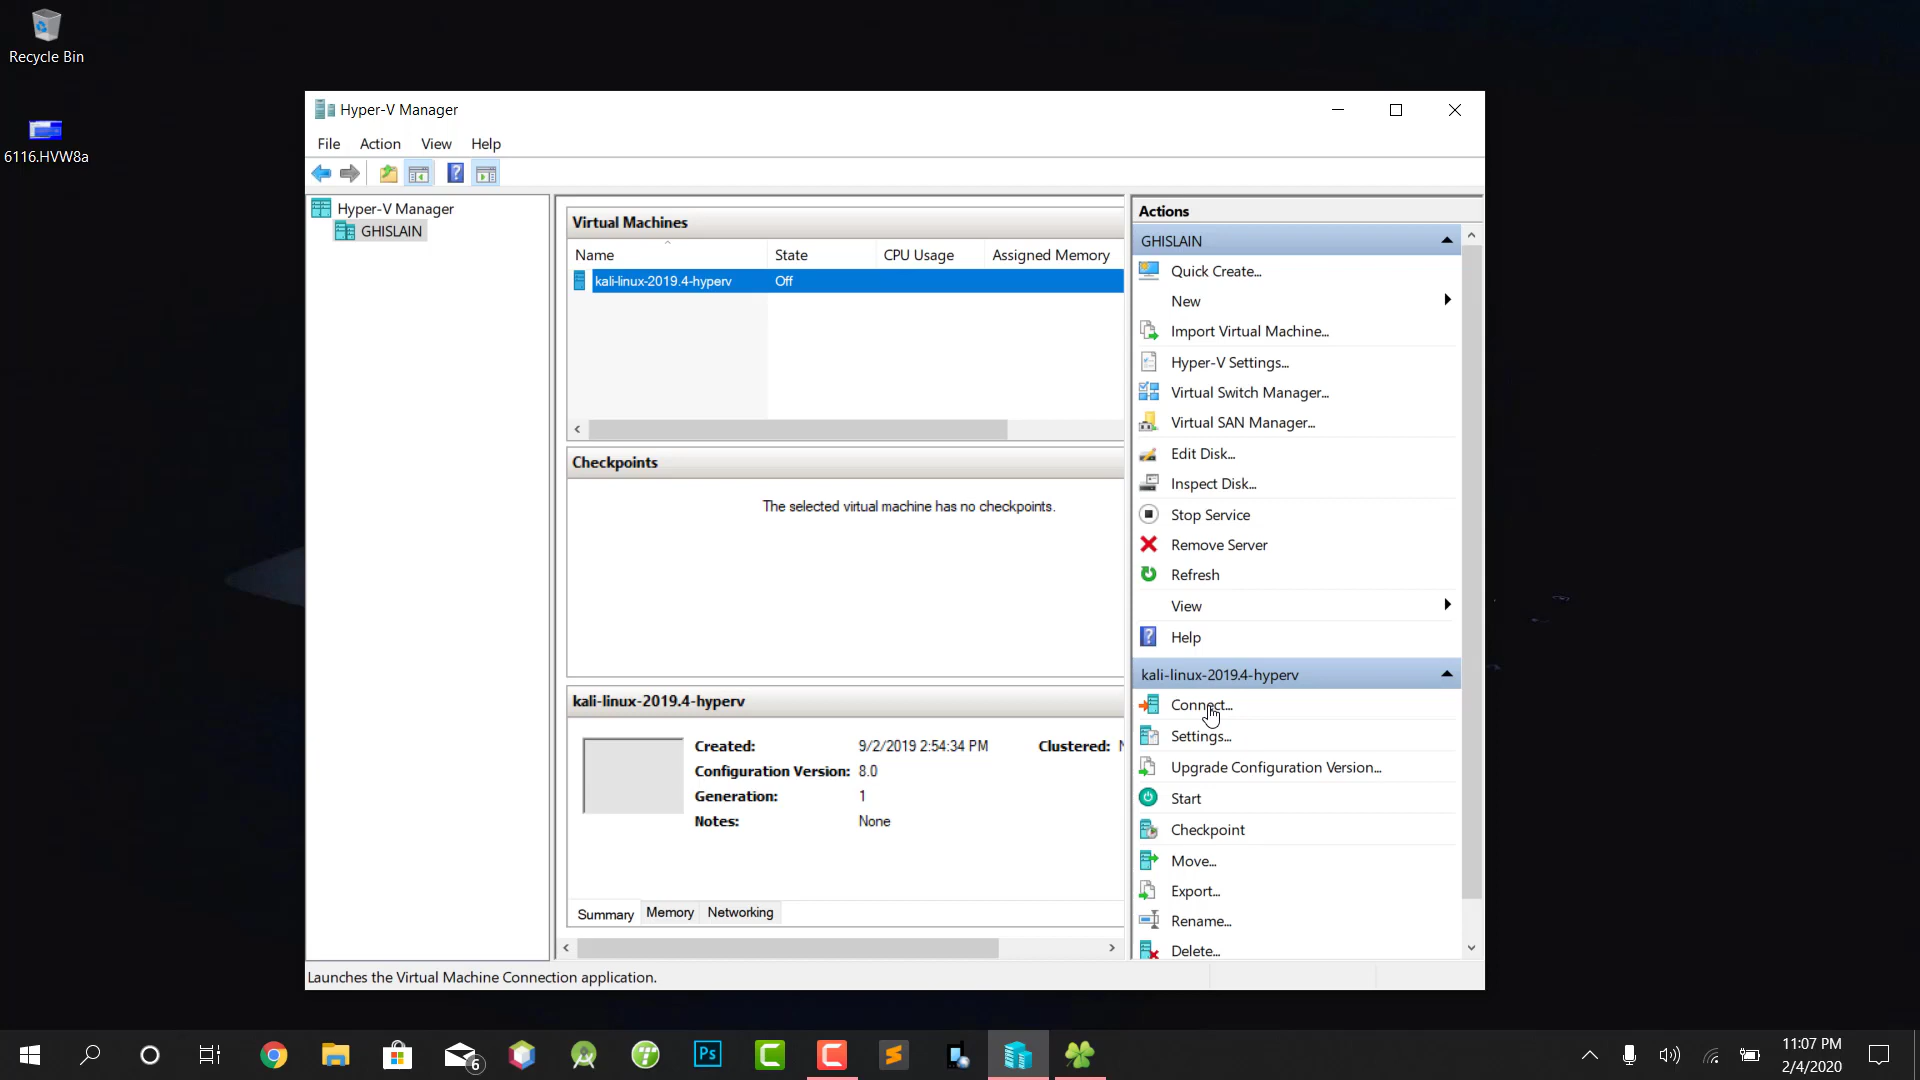 Recycle Bin
6116.HVW8a
Hyper-V Manager
File Action View Help
Hyper-V Manager
GHISLAIN
Virtual Machines
Name State CPU Usage Assigned Memory
kali-linux-2019.4-hyperv Off
Checkpoints
The selected virtual machine has no checkpoints.
kali-linux-2019.4-hyperv
Created: 9/2/2019 2:54:34 PM Clustered:
Configuration Version: 8.0
Generation: 1
Notes: None
Summary Memory Networking
Actions
GHISLAIN
Quick Create...
New
Import Virtual Machine...
Hyper-V Settings...
Virtual Switch Manager...
Virtual SAN Manager...
Edit Disk...
Inspect Disk...
Stop Service
Remove Server
Refresh
View
Help
kali-linux-2019.4-hyperv
Connect...
Settings...
Upgrade Configuration Version...
Start
Checkpoint
Move...
Export...
Rename...
Delete...
Launches the Virtual Machine Connection application.
6
Ps
11:07 PM
2/4/2020